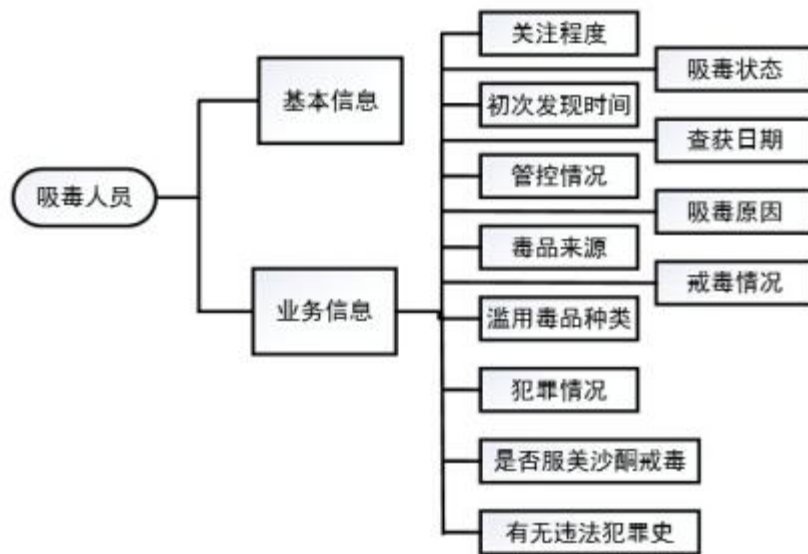 关注程度
吸毒状态
基本信息
初次发现时间
查获日期
管控情况
吸毒人员
吸毒原因
毒品来源
戒毒情况
业务信息
滥用毒品种类
犯罪情况
是否服美沙酮戒毒
有无违法犯罪史